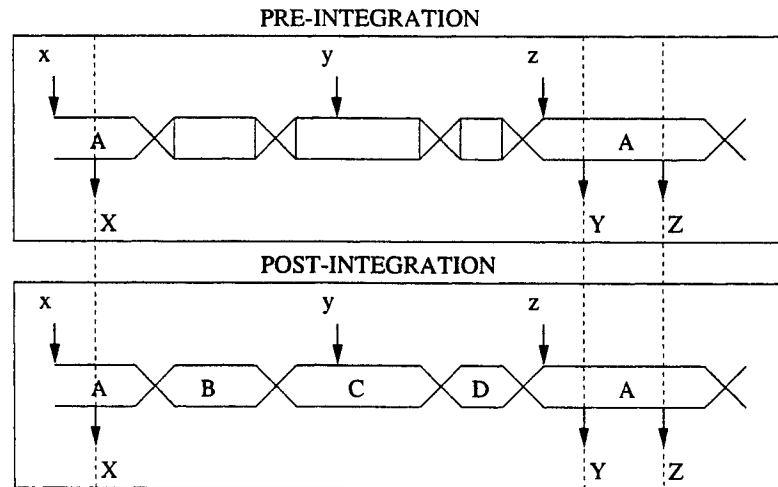 PRE-INTEGRATION
x y z
A A
X Y Z
POST-INTEGRATION
x y z
A B C D A
X Y Z